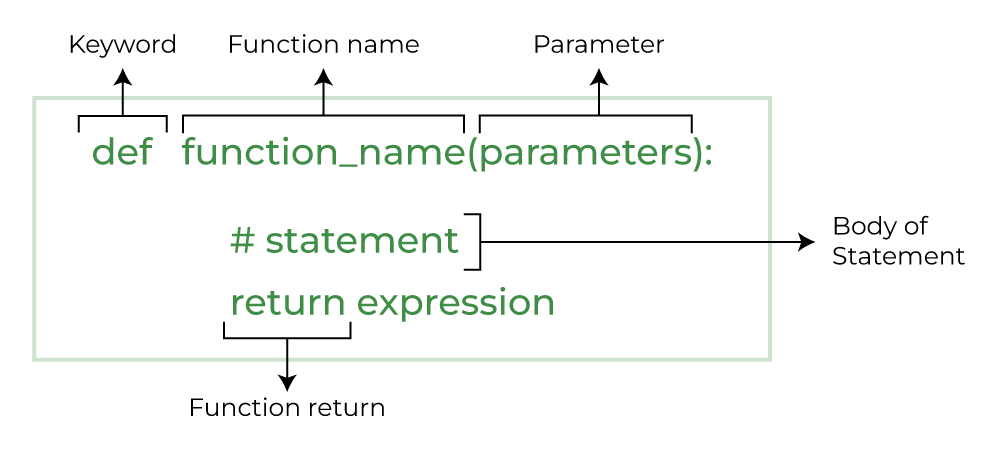 Keyword Function name Parameter
def function_name(parameters):
# statement
Body of
Statement
return expression
Function return